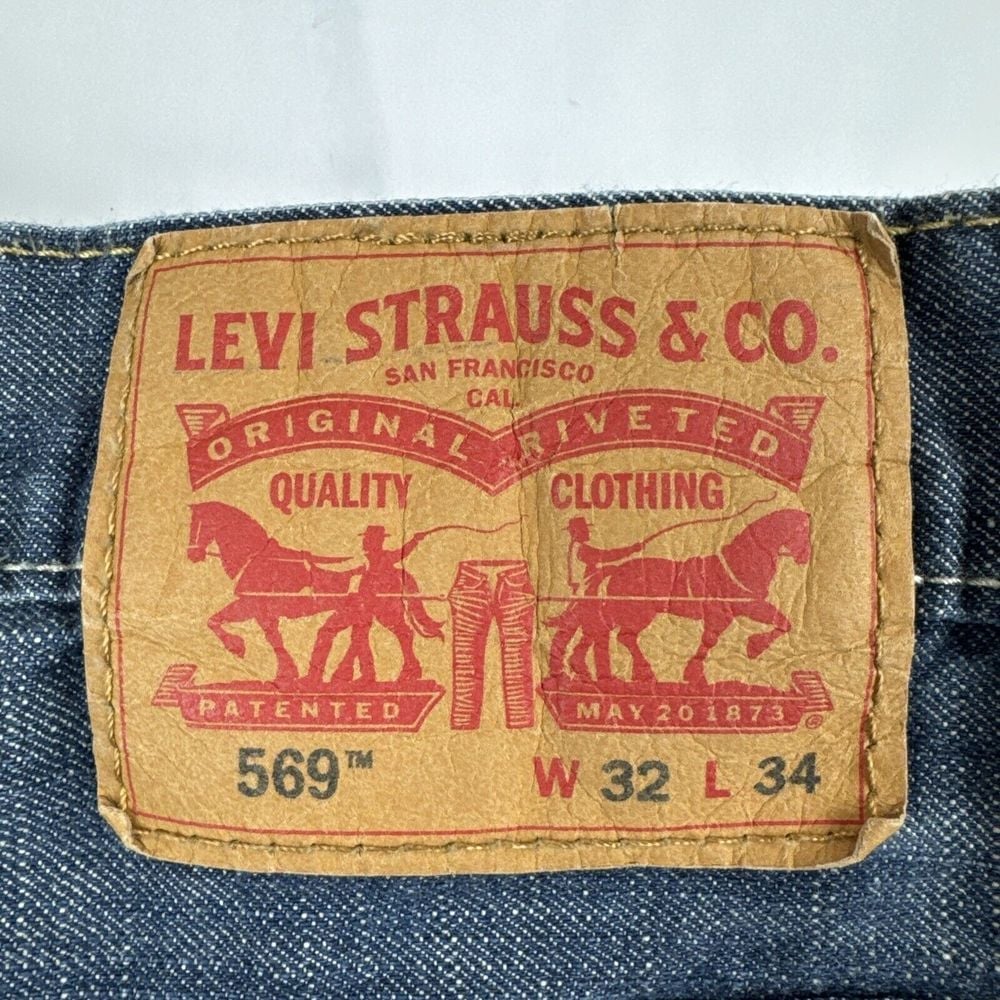 LEVI STRAUSS & CO.
SAN FRANCISCO
CAL.
ORIGINAL RIVETED
QUALITY CLOTHING
PATENTED MAY 20 1873 ®
569™ W 32 L 34